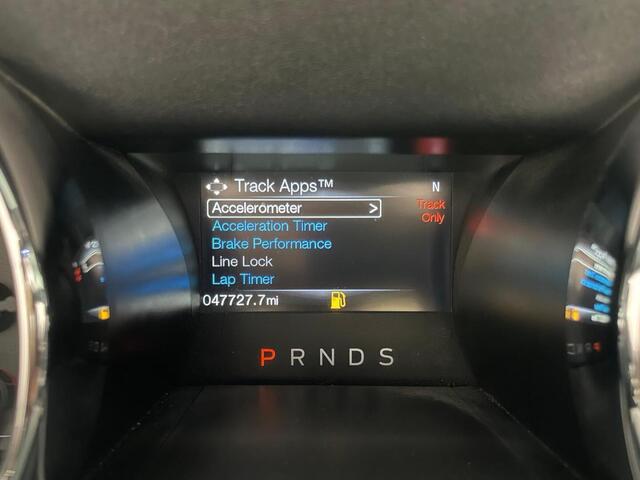 Track Apps™ N
Accelerometer > Track
Acceleration Timer Only
Brake Performance
Line Lock
Lap Timer
047727.7mi
P R N D S